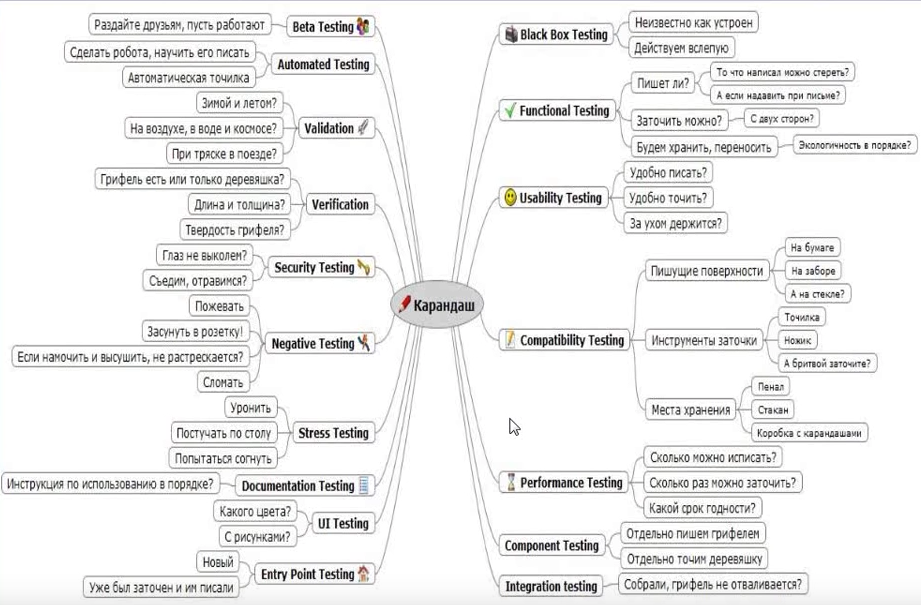 Карандаш
Beta Testing
Раздайте друзьям, пусть работают
Automated Testing
Сделать робота, научить его писать
Автоматическая точилка
Validation
Зимой и летом?
На воздухе, в воде и космосе?
При тряске в поезде?
Verification
Грифель есть или только деревяшка?
Длина и толщина?
Твердость грифеля?
Security Testing
Глаз не выколем?
Съедим, отравимся?
Negative Testing
Пожевать
Засунуть в розетку!
Если намочить и высушить, не растрескается?
Сломать
Stress Testing
Уронить
Постучать по столу
Попытаться согнуть
Documentation Testing
Инструкция по использованию в порядке?
UI Testing
Какого цвета?
С рисунками?
Entry Point Testing
Новый
Уже был заточен и им писали
Black Box Testing
Неизвестно как устроен
Действуем вслепую
Functional Testing
Пишет ли?
То что написал можно стереть?
А если надавить при письме?
Заточить можно?
С двух сторон?
Будем хранить, переносить
Экологичность в порядке?
Usability Testing
Удобно писать?
Удобно точить?
За ухом держится?
Compatibility Testing
Пишущие поверхности
На бумаге
На заборе
А на стекле?
Инструменты заточки
Точилка
Ножик
А бритвой заточите?
Места хранения
Пенал
Стакан
Коробка с карандашами
Performance Testing
Сколько можно исписать?
Сколько раз можно заточить?
Какой срок годности?
Component Testing
Отдельно пишем грифелем
Отдельно точим деревяшку
Integration testing
Собрали, грифель не отваливается?